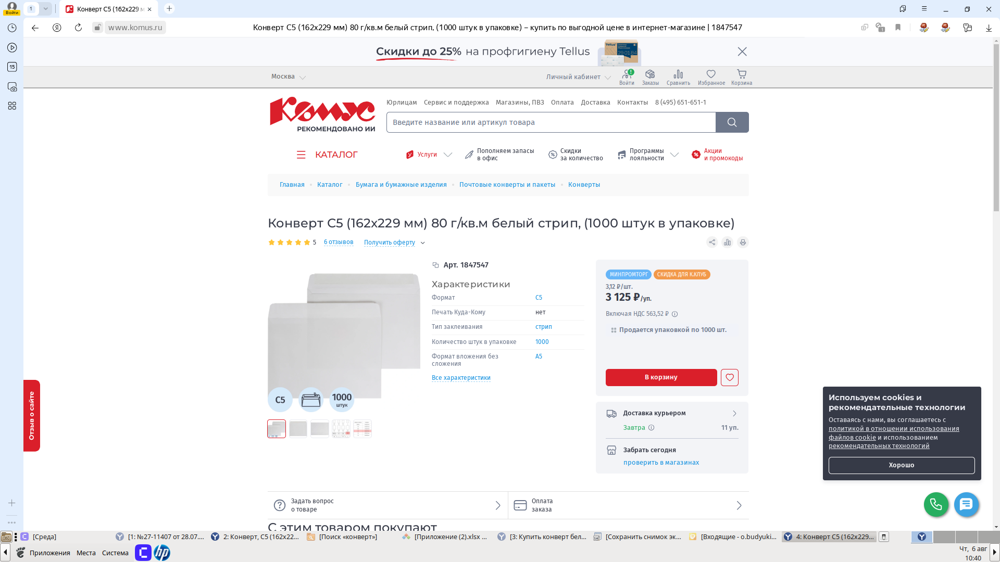 Войти
1
Конверт С5 (162х229 м
www.komus.ru
Конверт С5 (162х229 мм) 80 г/кв.м белый стрип, (1000 штук в упаковке) – купить по выгодной цене в интернет-магазине | 1847547
15
Скидки до 25% на профгигиену Tellus
Москва
Личный кабинет
Войти
Заказы
Сравнить
Избранное
Корзина
Комус
РЕКОМЕНДОВАНО ИИ
Юрлицам
Сервис и поддержка
Магазины, ПВЗ
Оплата
Доставка
Контакты
8 (495) 651-651-1
Введите название или артикул товара
КАТАЛОГ
Услуги
Пополняем запасы
в офис
Скидки
за количество
Программы
лояльности
Акции
и промокоды
Главная
Каталог
Бумага и бумажные изделия
Почтовые конверты и пакеты
Конверты
Конверт С5 (162х229 мм) 80 г/кв.м белый стрип, (1000 штук в упаковке)
5
6 отзывов
Получить оферту
Арт. 1847547
Характеристики
Формат
С5
Печать Куда-Кому
нет
Тип заклеивания
стрип
Количество штук в упаковке
1000
Формат вложения без
сложения
А5
Все характеристики
С5
1000
штук
МИНПРОМТОРГ
СКИДКА ДЛЯ К.КЛУБ
3,12 ₽/шт.
3 125 ₽/уп.
Включая НДС 563,52 ₽
Продается упаковкой по 1000 шт.
В корзину
Доставка курьером
Завтра
11 уп.
Забрать сегодня
проверить в магазинах
Отзыв о сайте
Используем cookies и
рекомендательные технологии
Оставаясь с нами, вы соглашаетесь с
политикой в отношении использования
файлов cookie и использованием
рекомендательных технологий
Хорошо
Задать вопрос
о товаре
Оплата
заказа
С этим товаром покупают
[Среда]
[1: №27-11407 от 28.07....
2: Конверт, С5 (162х22...
[Поиск «конверт»]
[Приложение (2).xlsx ...
[3: Купить конверт бел...
[Сохранить снимок эк...
[Входящие - o.budyuki...
4: Конверт С5 (162х229...
Приложения
Места
Система
Чт, 6 авг
10:40